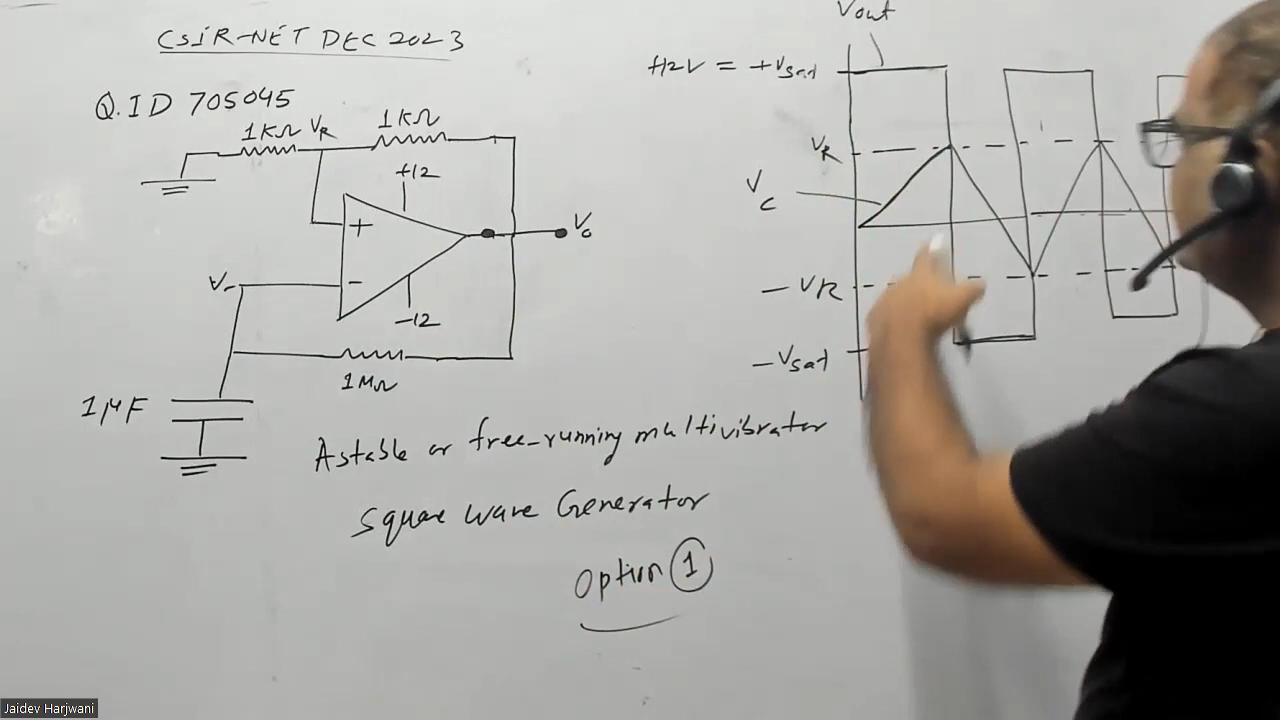 CSIR-NET DEC 2023
Q.ID 705045
1KΩ VR 1KΩ
+12
+
V-
-
-12
Vo
1MΩ
1μF
Astable or free-running multivibrator
Square wave Generator
Option 1
Vout
+12V = +Vsat
VR
Vc
-VR
-Vsat
Jaidev Harjwani